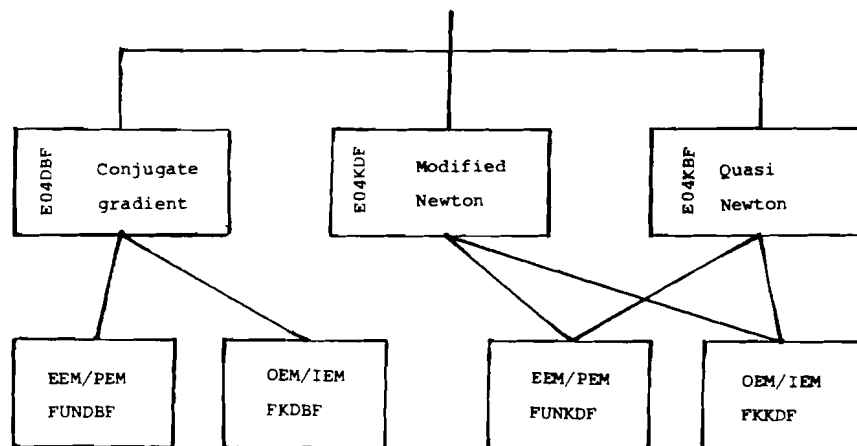 E04DBF
Conjugate
gradient
E04KDF
Modified
Newton
E04KBF
Quasi
Newton
EEM/PEM
FUNDBF
OEM/IEM
FKDBF
EEM/PEM
FUNKDF
OEM/IEM
FKKDF